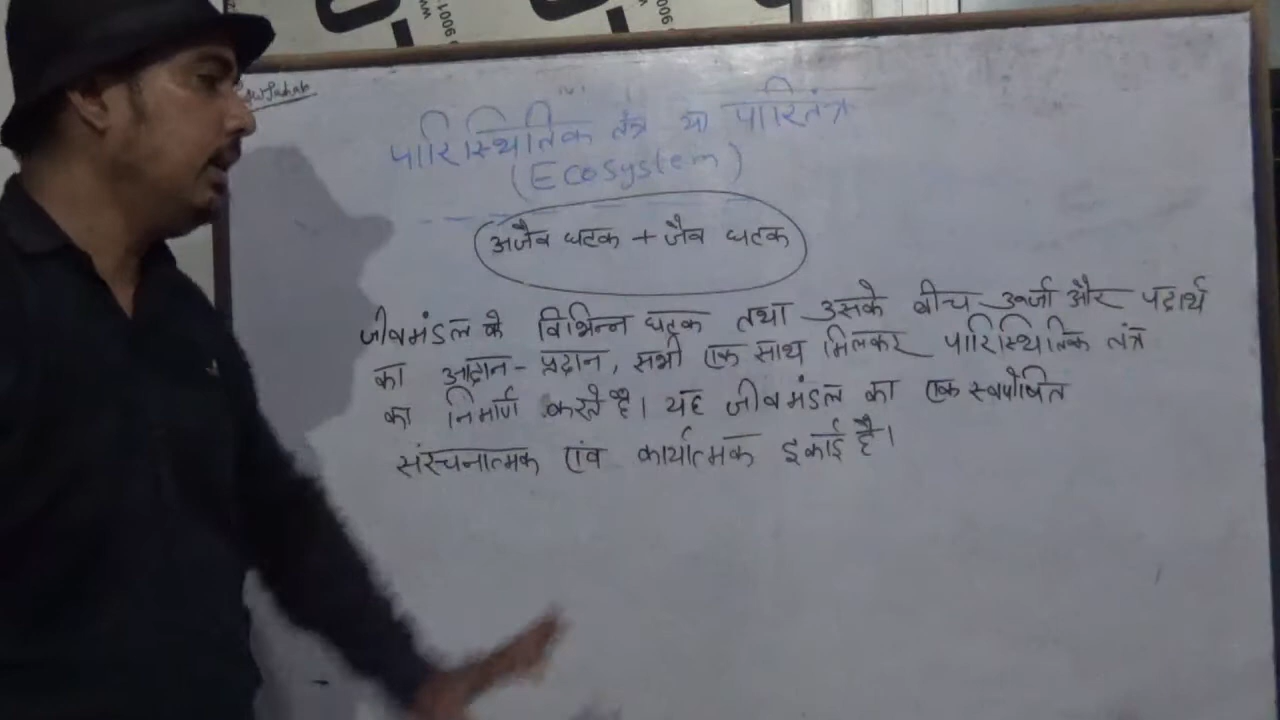 पारिस्थितिक तंत्र या पारितंत्र
(Ecosystem)
अजैव घटक + जैव घटक
जीवमंडल के विभिन्न घटक तथा उसके बीच ऊर्जा और पदार्थ
का आदान-प्रदान, सभी एक साथ मिलकर पारिस्थितिक तंत्र
का निर्माण करते है। यह जीवमंडल का एक स्वपोषित
संरचनात्मक एंव कार्यात्मक इकाई है।